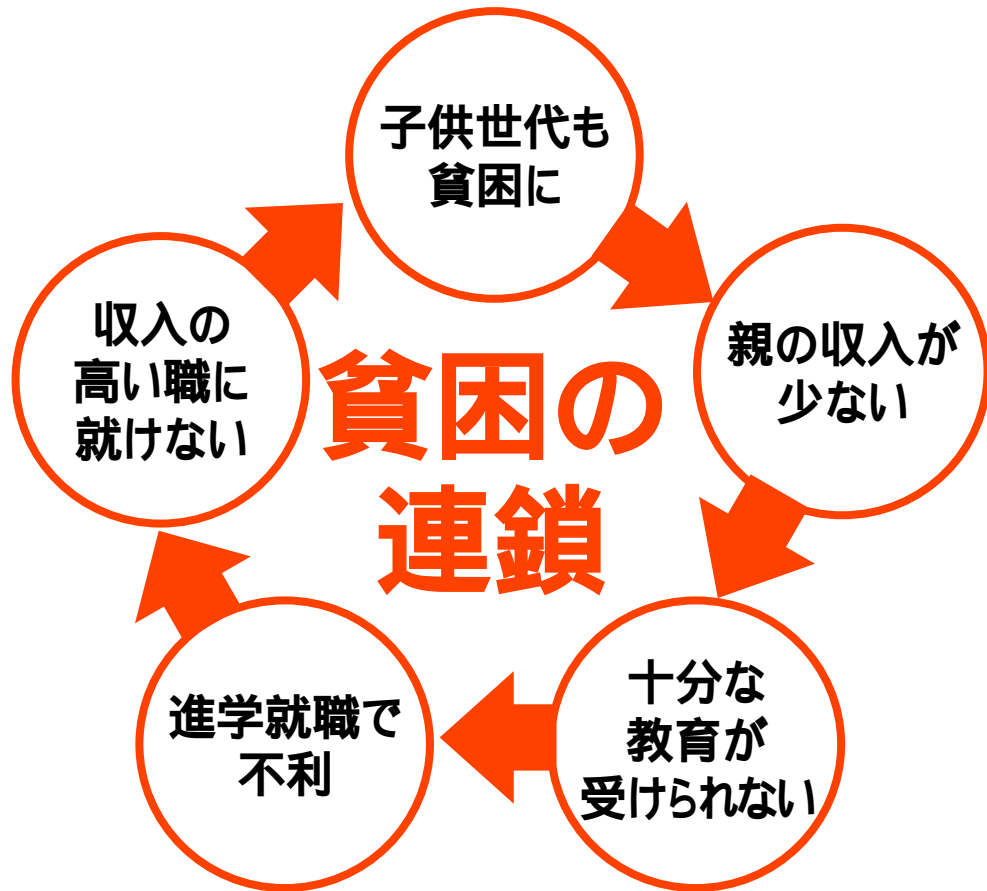 子供世代も
貧困に
親の収入が
少ない
十分な
教育が
受けられない
進学就職で
不利
収入の
高い職に
就けない
貧困の
連鎖